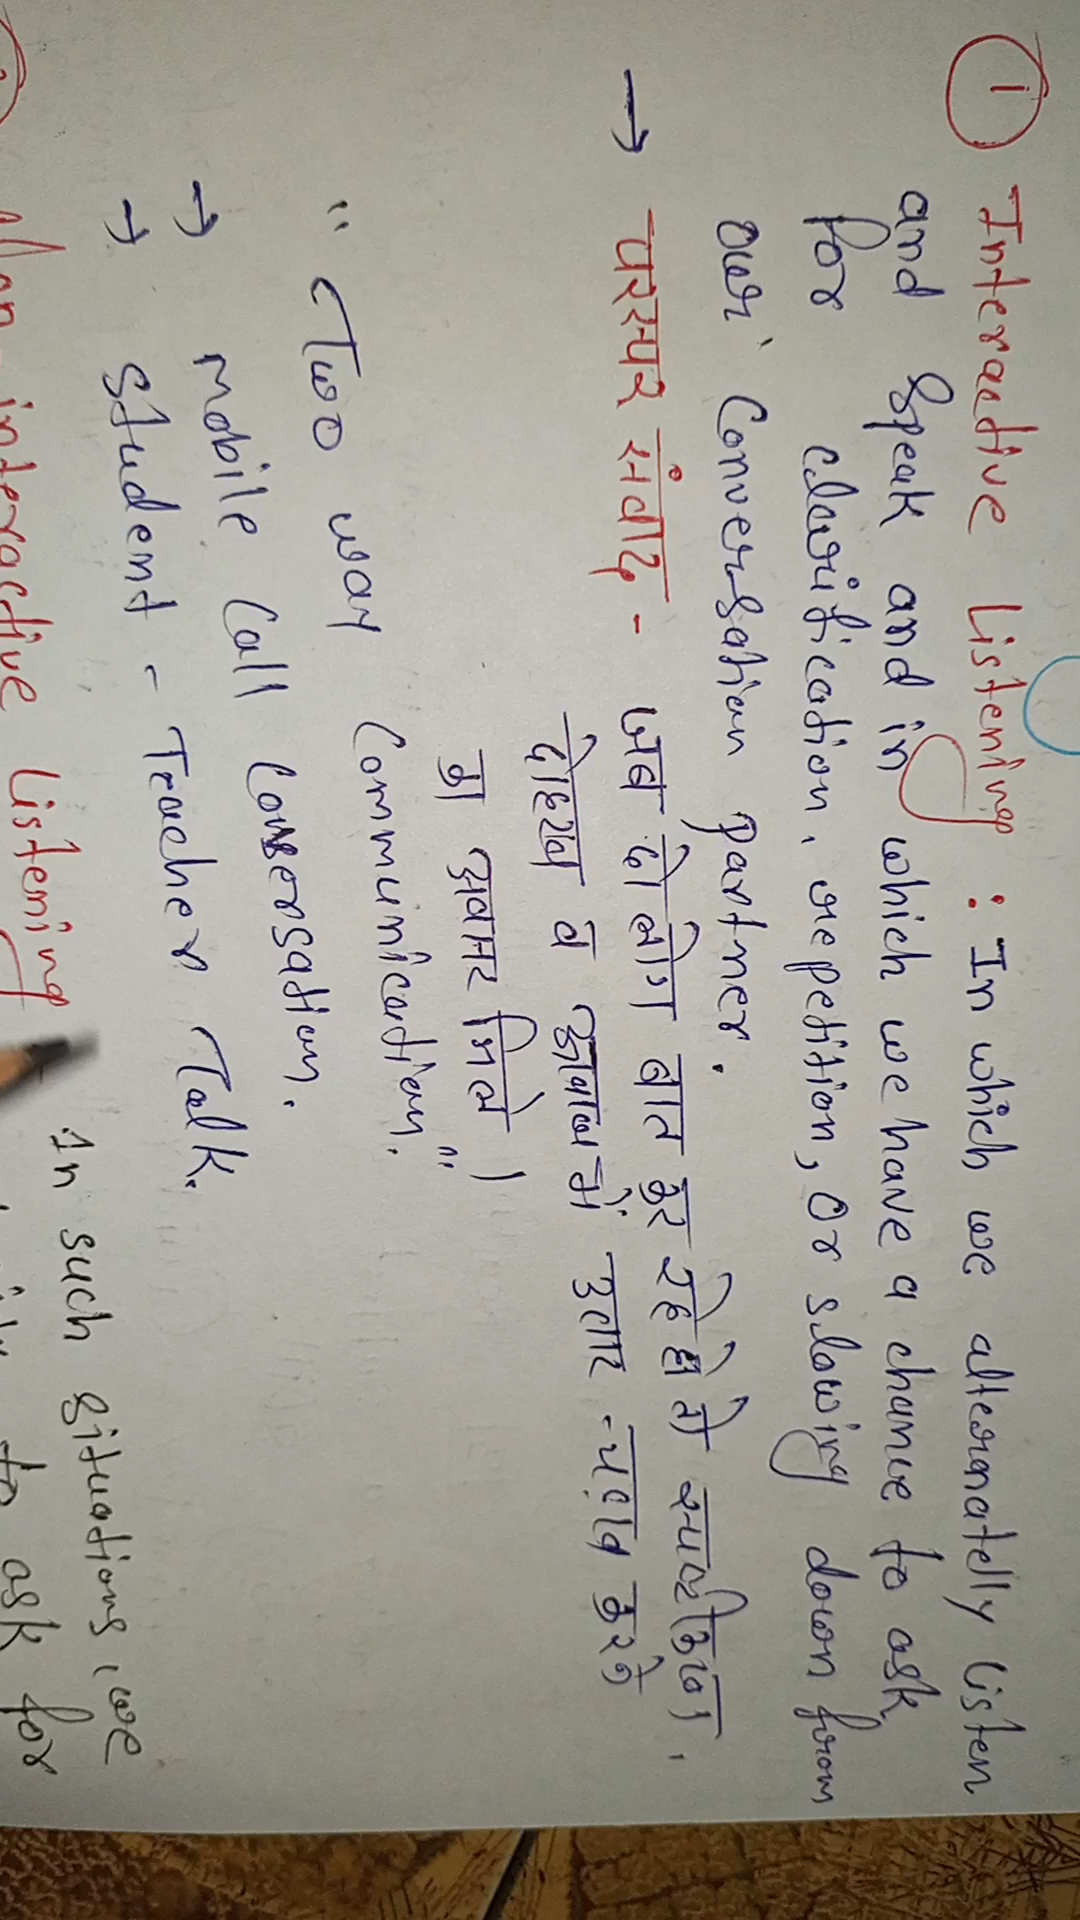 ① Interactive Listening : In which we alternatelly listen
and speak and in which we have a chance to ask
for clarification, repetition, or slowing down from
our conversation partner.
→ परस्पर संवाद - जब दो लोग बात कर रहे हो तो स्पष्टीकरण,
दोहराव व आवाज में उतार-चढ़ाव करने
का अवसर मिले।
" Two way Communication."
→ Mobile Call Conversation.
→ Student - Teacher Talk.
Non interactive Listening In such situations, we
to ask for